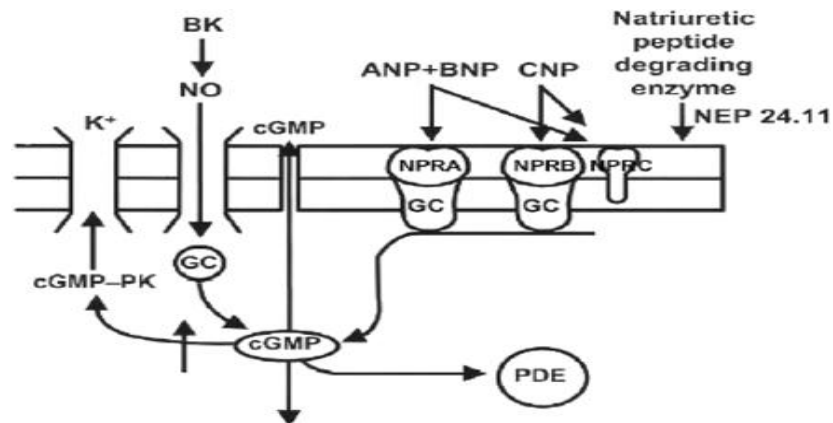 BK
NO
K+
cGMP
ANP+BNP
CNP
Natriuretic
peptide
degrading
enzyme
NEP 24.11
NPRA
NPRB
NPRC
GC
GC
GC
cGMP–PK
cGMP
PDE